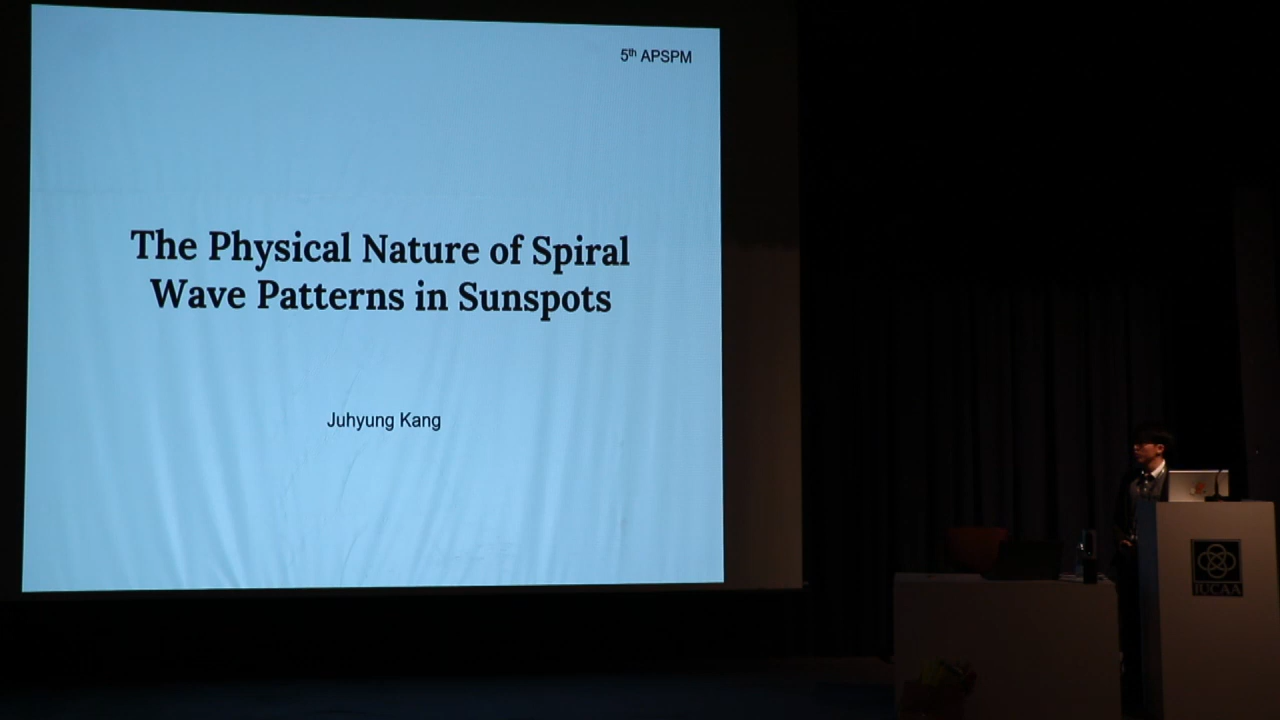 5th APSPM
The Physical Nature of Spiral
Wave Patterns in Sunspots
Juhyung Kang
IUCAA